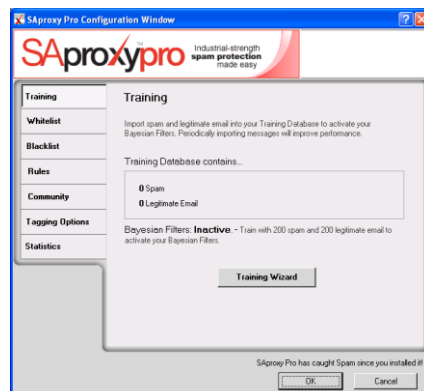 SAproxy Pro Configuration Window
SAproxypro
Industrial-strength
spam protection
made easy
Training
Whitelist
Blacklist
Rules
Community
Tagging Options
Statistics
Training
Import spam and legitimate email into your Training Database to activate your
Bayesian Filters. Periodically importing messages will improve performance.
Training Database contains...
0 Spam
0 Legitimate Email
Bayesian Filters: Inactive. - Train with 200 spam and 200 legitimate email to
activate your Bayesian Filters.
Training Wizard
SAproxy Pro has caught Spam since you installed it!
OK
Cancel